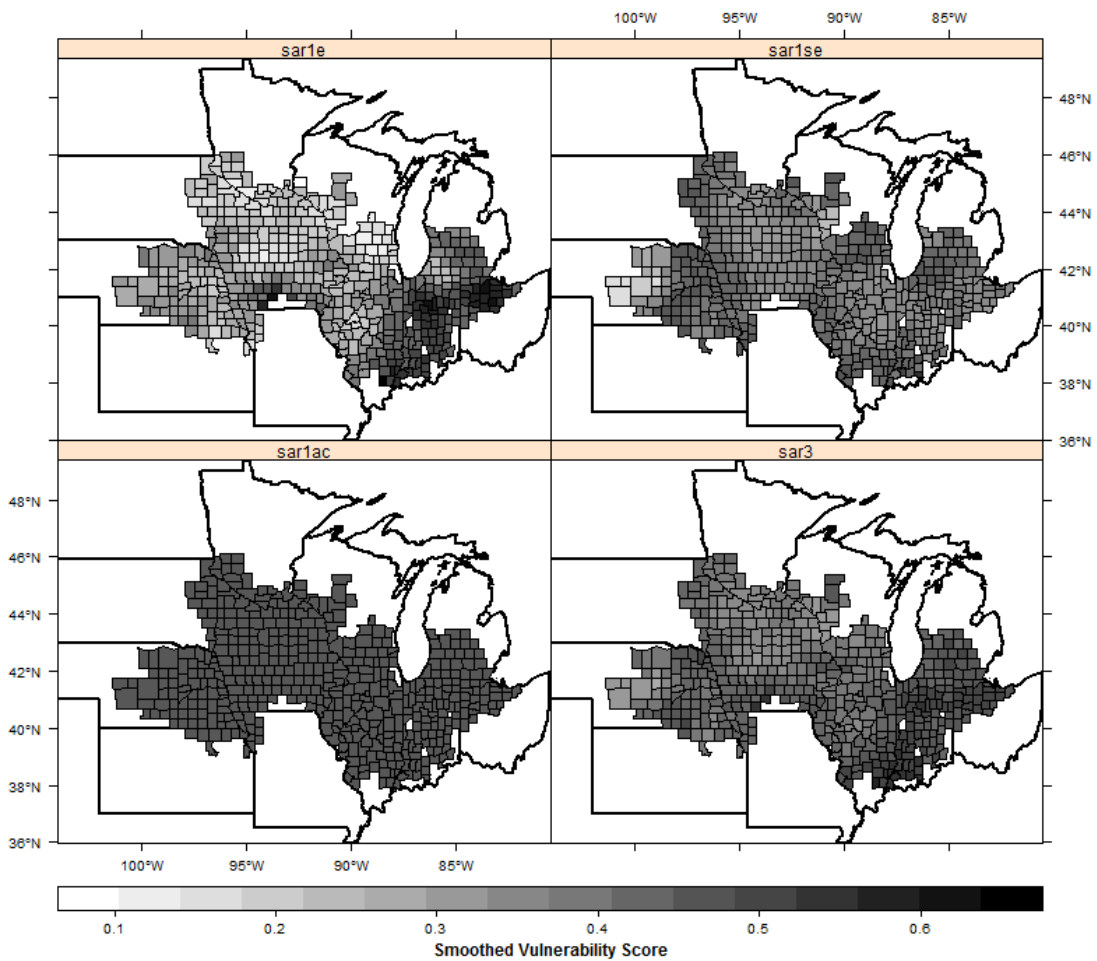 100°W 95°W 90°W 85°W
sar1e sar1se
48°N
46°N
44°N
42°N
40°N
38°N
36°N
sar1ac sar3
48°N
46°N
44°N
42°N
40°N
38°N
36°N
100°W 95°W 90°W 85°W
0.1 0.2 0.3 0.4 0.5 0.6
Smoothed Vulnerability Score